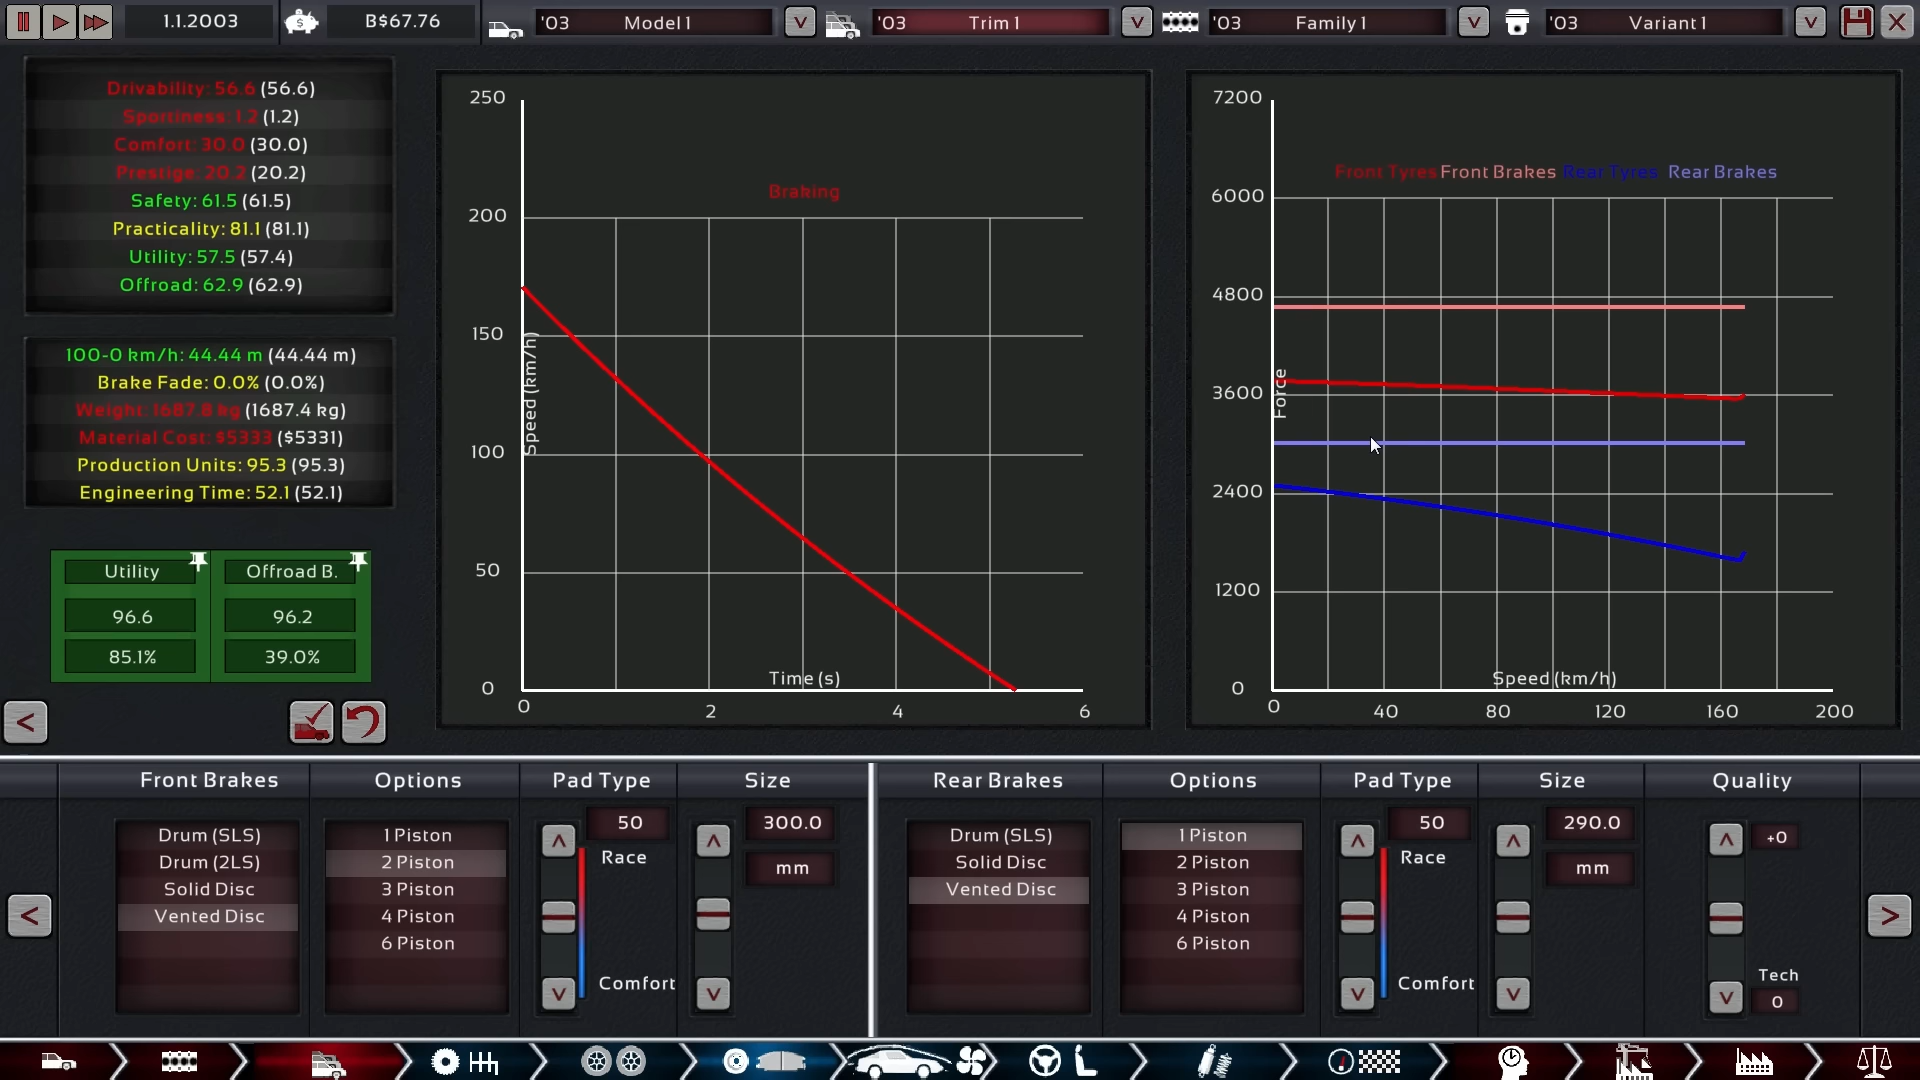 1.1.2003
B$67.76
'03 Model 1
'03 Trim 1
'03 Family 1
'03 Variant 1
Drivability: 56.6 (56.6)
Sportiness: 1.2 (1.2)
Comfort: 30.0 (30.0)
Prestige: 20.2 (20.2)
Safety: 61.5 (61.5)
Practicality: 81.1 (81.1)
Utility: 57.5 (57.4)
Offroad: 62.9 (62.9)
100-0 km/h: 44.44 m (44.44 m)
Brake Fade: 0.0% (0.0%)
Weight: 1687.8 kg (1687.4 kg)
Material Cost: $5333 ($5331)
Production Units: 95.3 (95.3)
Engineering Time: 52.1 (52.1)
Utility
96.6
85.1%
Offroad B.
96.2
39.0%
Braking
250
200
150
100
50
0
Speed (km/h)
Time (s)
0 2 4 6
Front Tyres Front Brakes Rear Tyres Rear Brakes
7200
6000
4800
3600
2400
1200
0
Force
Speed (km/h)
0 40 80 120 160 200
Front Brakes
Drum (SLS)
Drum (2LS)
Solid Disc
Vented Disc
Options
1 Piston
2 Piston
3 Piston
4 Piston
6 Piston
Pad Type
50
Race
Comfort
Size
300.0
mm
Rear Brakes
Drum (SLS)
Solid Disc
Vented Disc
Options
1 Piston
2 Piston
3 Piston
4 Piston
6 Piston
Pad Type
50
Race
Comfort
Size
290.0
mm
Quality
+0
Tech
0